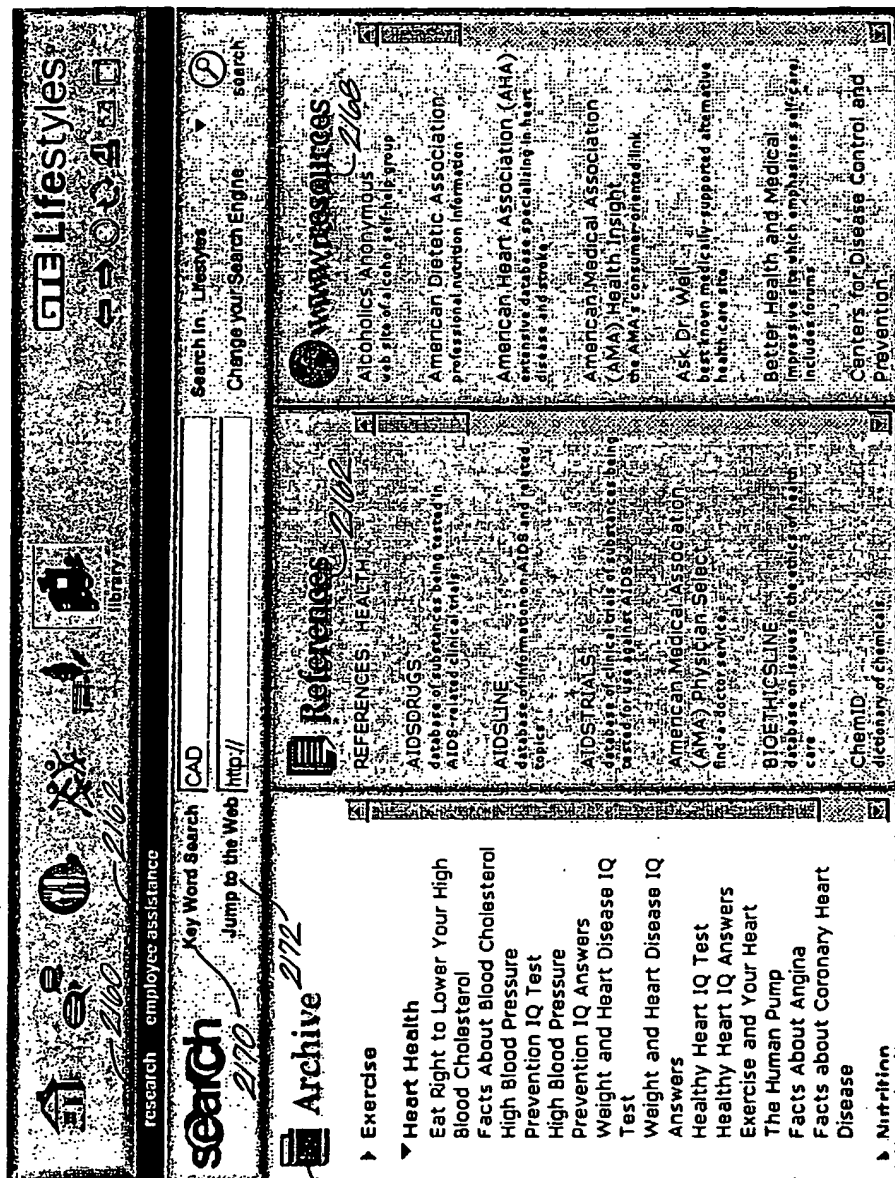 GTE Lifestyles
library
2160
2162
research employee assistance
search
Key Word Search CAD
Search in: Lifestyles
search
Jump to the Web http://
Change your Search Engine
2170
2172
Archive
Exercise
Heart Health
Eat Right to Lower Your High
Blood Cholesterol
Facts About Blood Cholesterol
High Blood Pressure
Prevention IQ Test
High Blood Pressure
Prevention IQ Answers
Weight and Heart Disease IQ
Test
Weight and Heart Disease IQ
Answers
Healthy Heart IQ Test
Healthy Heart IQ Answers
Exercise and Your Heart
The Human Pump
Facts About Angina
Facts about Coronary Heart
Disease
Nutrition
References
REFERENCES: HEALTH
AIDSDRUGS
database of substances being tested in
AIDS-related clinical trials
AIDSLINE
database of information on AIDS and related
topics
AIDSTRIALS
database of clinical trials of substances being
tested for use against AIDS
American Medical Association
(AMA) Physician Select
find-a-doctor service
BIOETHICSLINE
database on issues in the ethics of health
care
ChemID
dictionary of chemicals
www.resources
2168
Alcoholics Anonymous
web site of alcohol self-help group
American Dietetic Association
professional nutrition information
American Heart Association (AHA)
extensive database specializing in heart
disease and stroke
American Medical Association
(AMA) Health Insight
the AMA's consumer-oriented link
Ask Dr. Weil
best known medically-supported alternative
health care site
Better Health and Medical
impressive site which emphasizes self-care,
includes forums
Centers for Disease Control and
Prevention